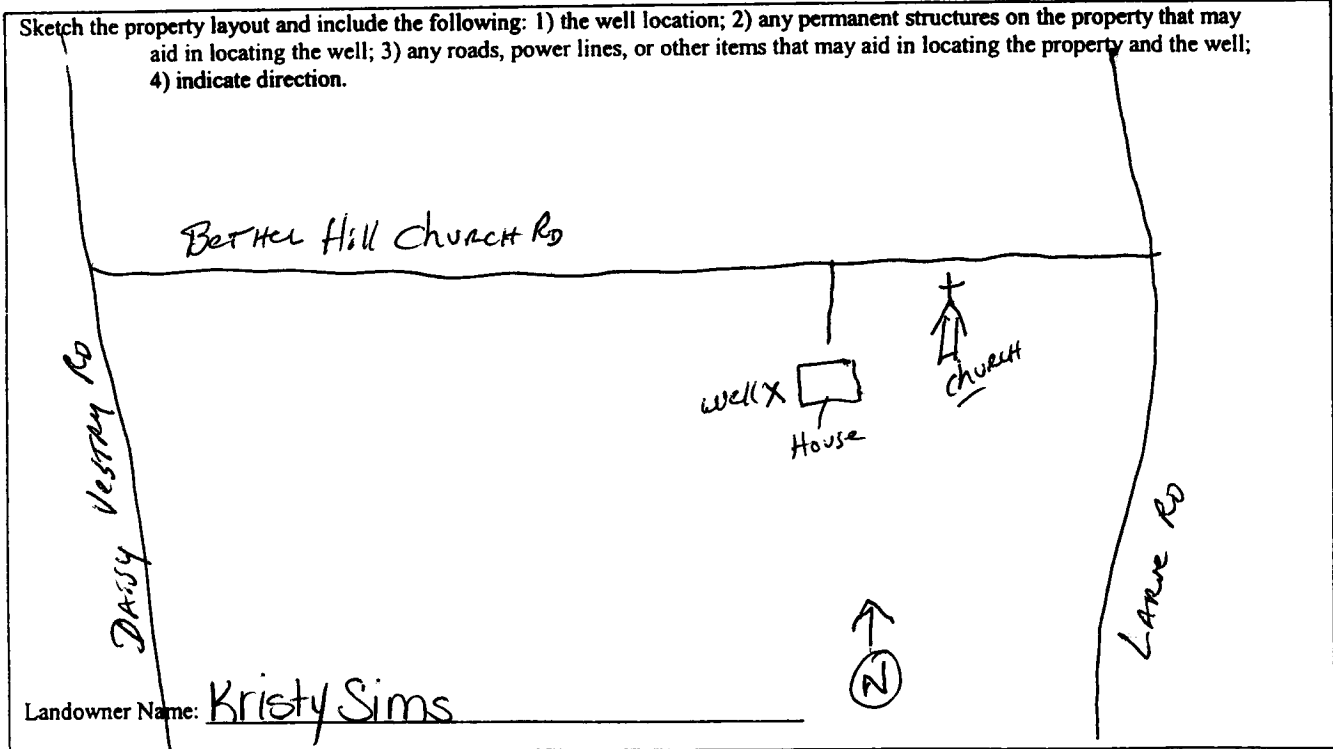 Sketch the property layout and include the following: 1) the well location; 2) any permanent structures on the property that may
aid in locating the well; 3) any roads, power lines, or other items that may aid in locating the property and the well;
4) indicate direction.
Bethel Hill Church RD
Daisy Vestry RD
well X
House
church
Larue RD
N
Landowner Name: Kristy Sims